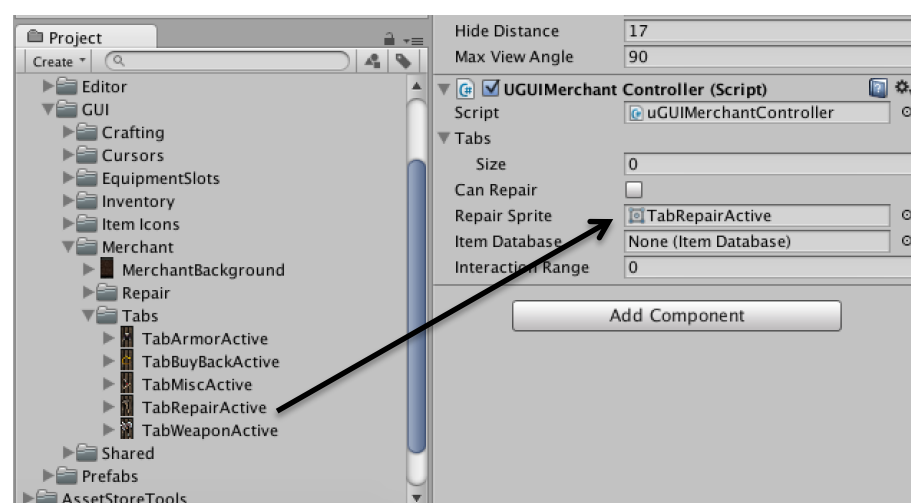 Project
Create
Editor
GUI
Crafting
Cursors
EquipmentSlots
Inventory
Item Icons
Merchant
MerchantBackground
Repair
Tabs
TabArmorActive
TabBuyBackActive
TabMiscActive
TabRepairActive
TabWeaponActive
Shared
Prefabs
AssetStoreTools
Hide Distance 17
Max View Angle 90
UGUIMerchant Controller (Script)
Script uGUIMerchantController
Tabs
Size 0
Can Repair
Repair Sprite TabRepairActive
Item Database None (Item Database)
Interaction Range 0
Add Component